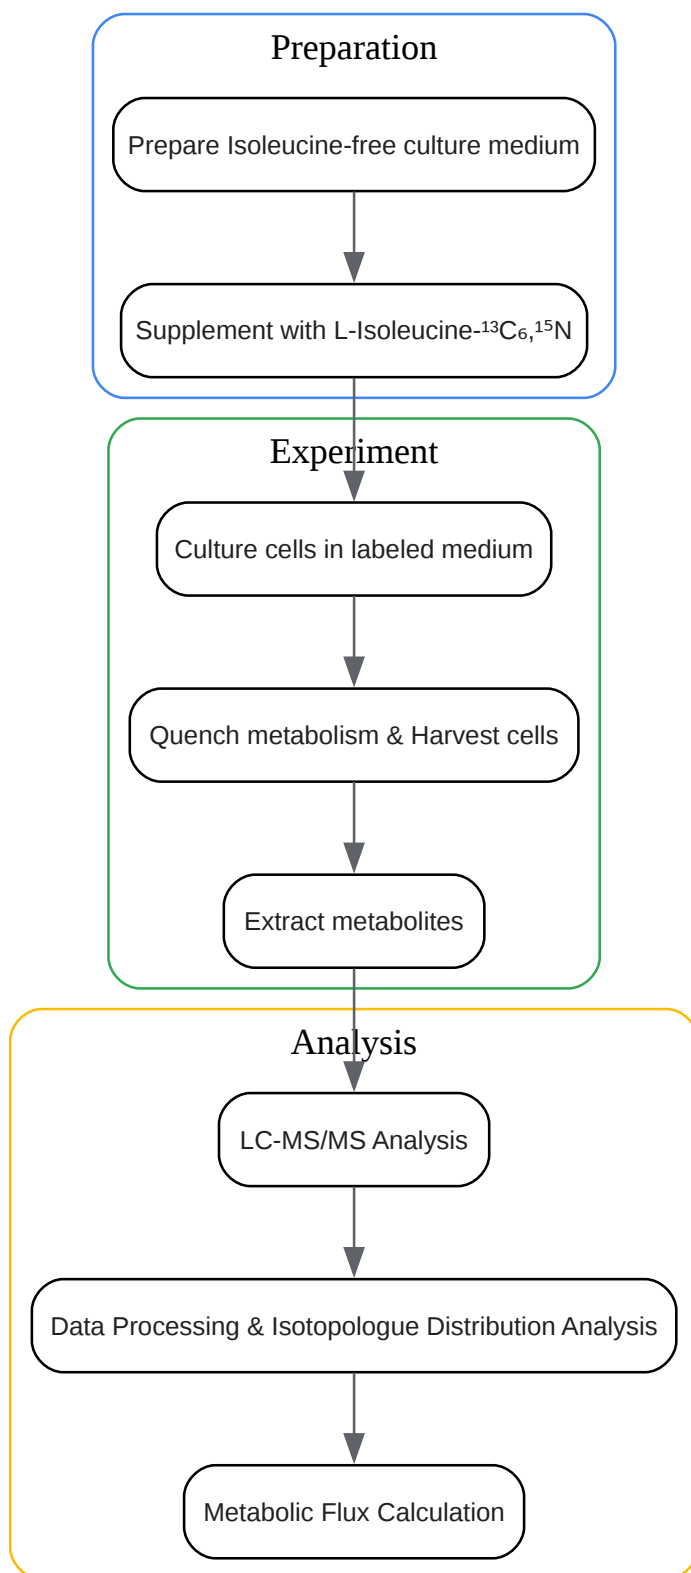 Preparation
Prepare Isoleucine-free culture medium
Supplement with L-Isoleucine-¹³C₆,¹⁵N
Experiment
Culture cells in labeled medium
Quench metabolism & Harvest cells
Extract metabolites
Analysis
LC-MS/MS Analysis
Data Processing & Isotopologue Distribution Analysis
Metabolic Flux Calculation